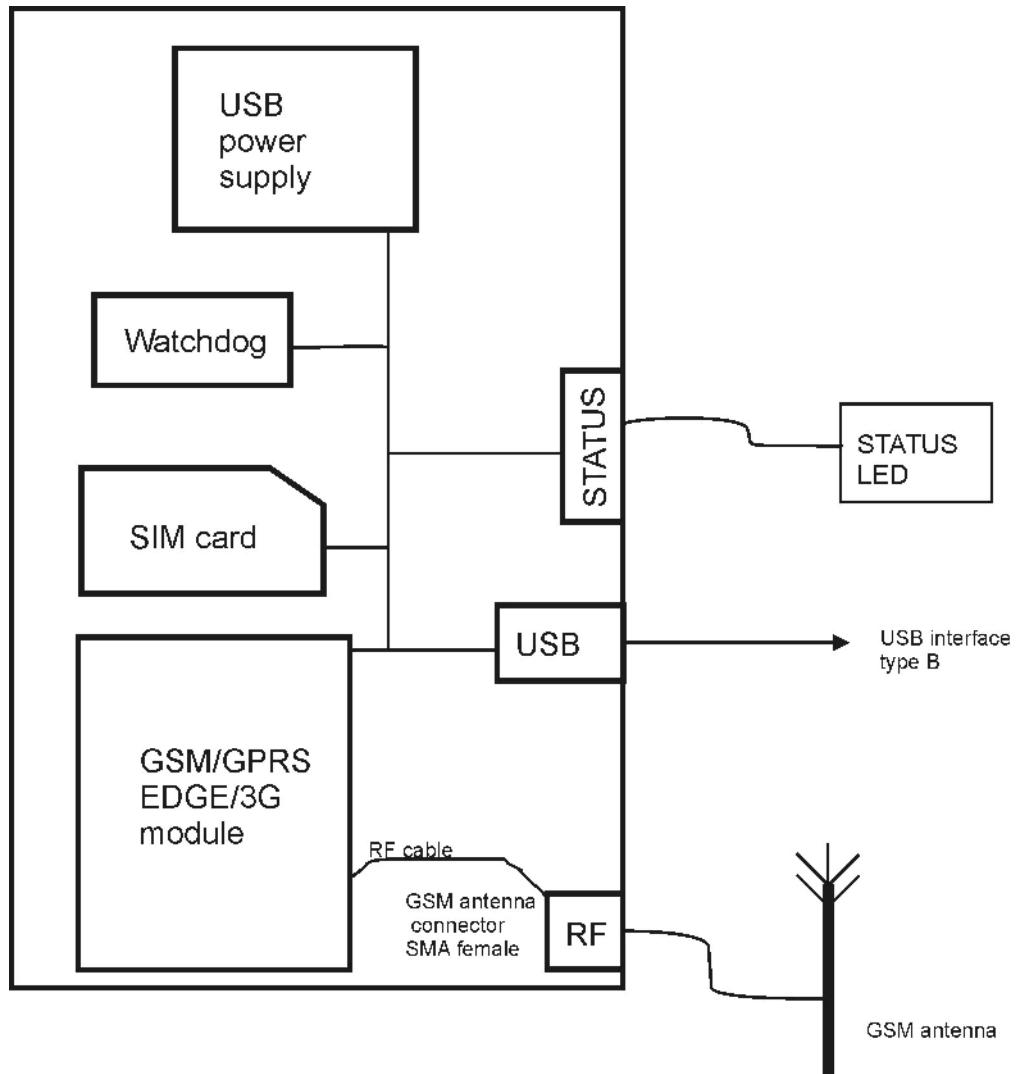 USB
power
supply
Watchdog
STATUS
STATUS
LED
SIM card
USB
USB interface
type B
GSM/GPRS
EDGE/3G
module
RF cable
GSM antenna
connector
SMA female
RF
GSM antenna